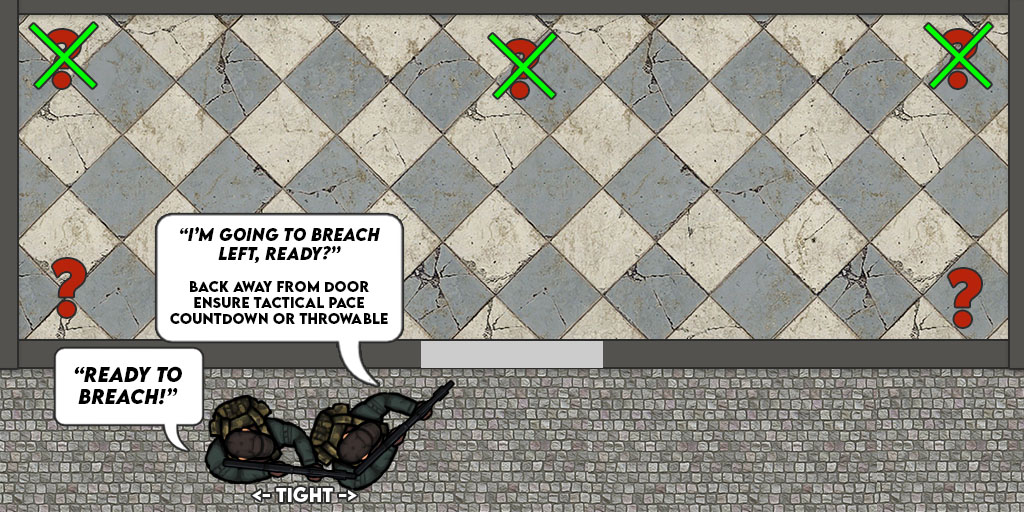 ?
?
?
?
?
“I’M GOING TO BREACH
LEFT, READY?”
BACK AWAY FROM DOOR
ENSURE TACTICAL PACE
COUNTDOWN OR THROWABLE
“READY TO
BREACH!”
<- TIGHT ->